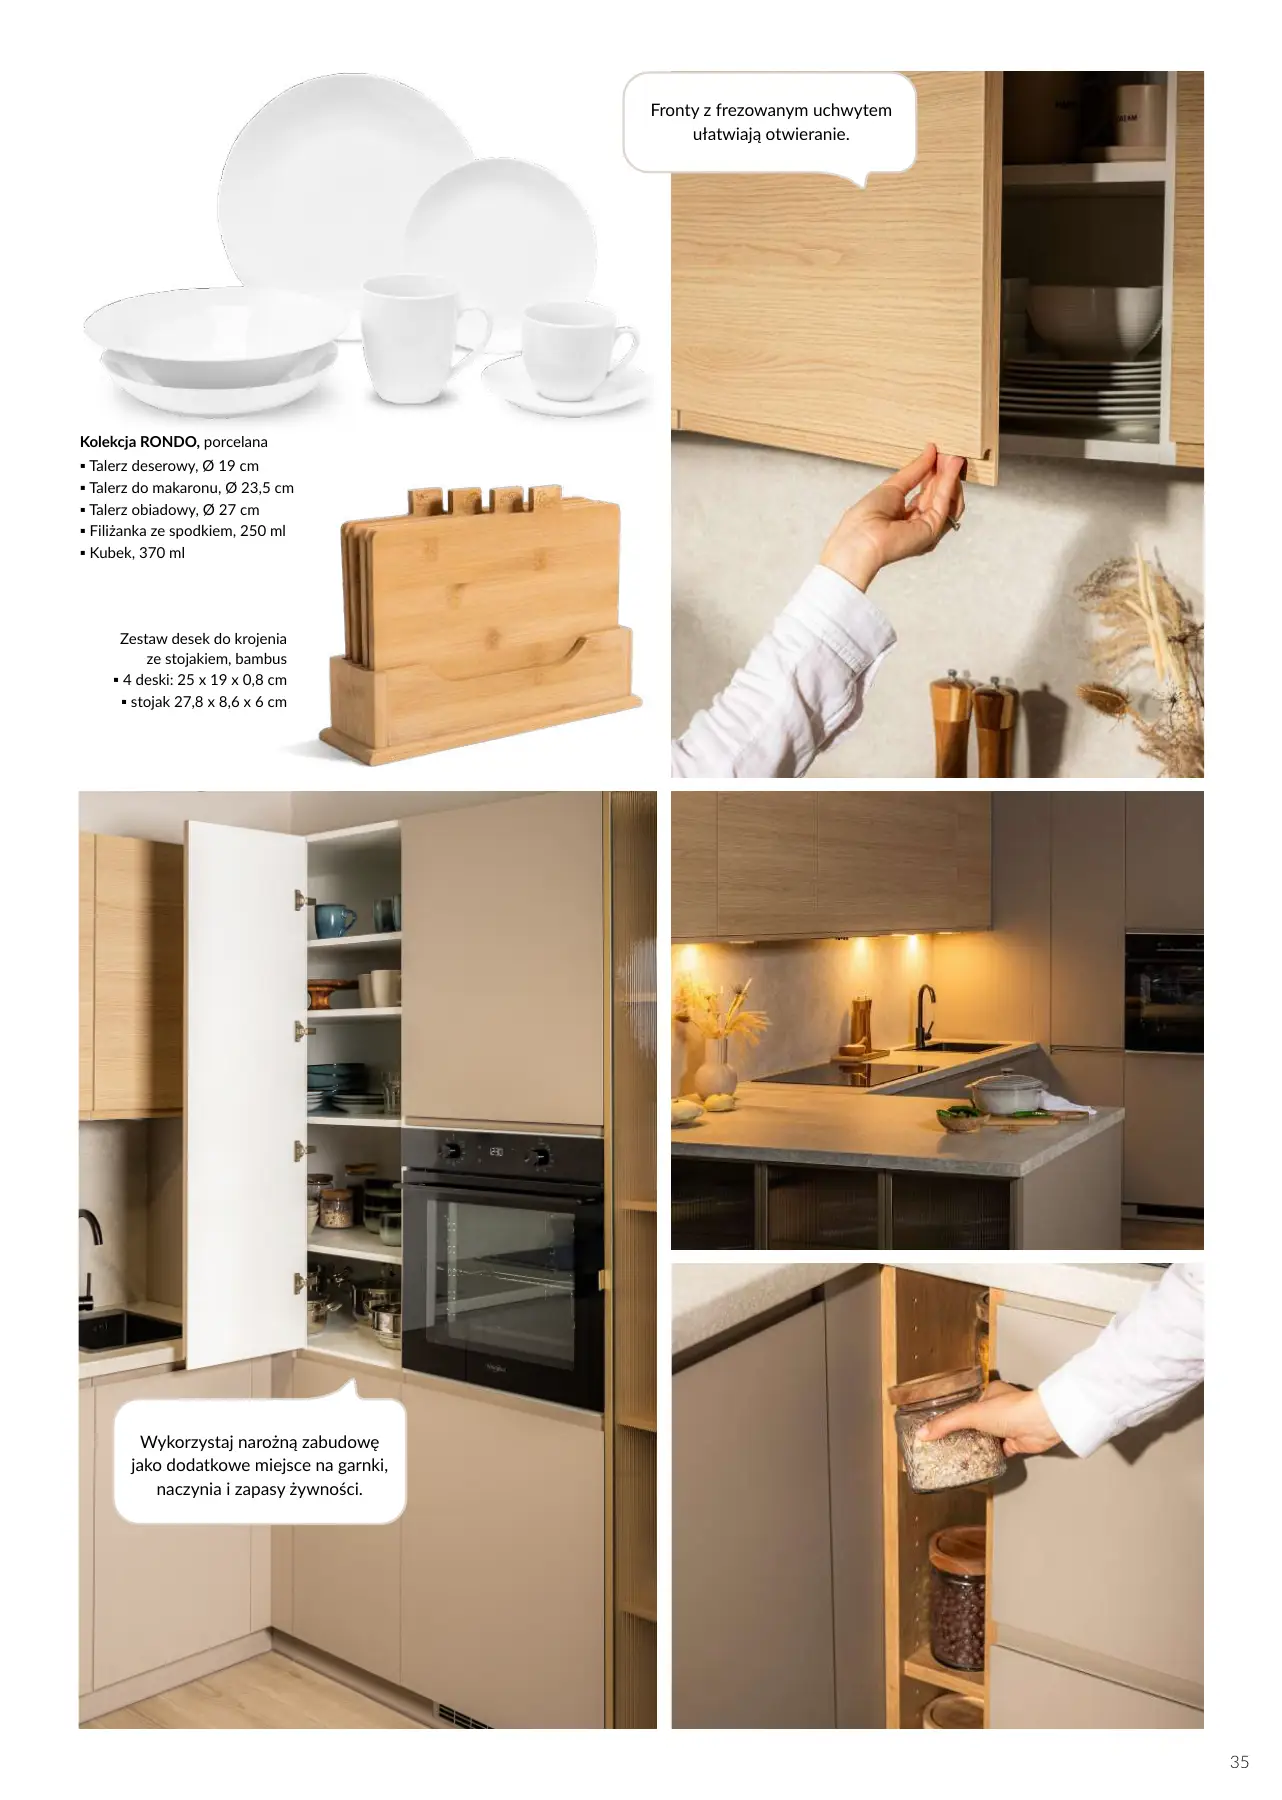 Fronty z frezowanym uchwytem
ułatwiają otwieranie.
Kolekcja RONDO, porcelana
▪ Talerz deserowy, Ø 19 cm
▪ Talerz do makaronu, Ø 23,5 cm
▪ Talerz obiadowy, Ø 27 cm
▪ Filiżanka ze spodkiem, 250 ml
▪ Kubek, 370 ml
Zestaw desek do krojenia
ze stojakiem, bambus
▪ 4 deski: 25 x 19 x 0,8 cm
▪ stojak 27,8 x 8,6 x 6 cm
Wykorzystaj narożną zabudowę
jako dodatkowe miejsce na garnki,
naczynia i zapasy żywności.
35